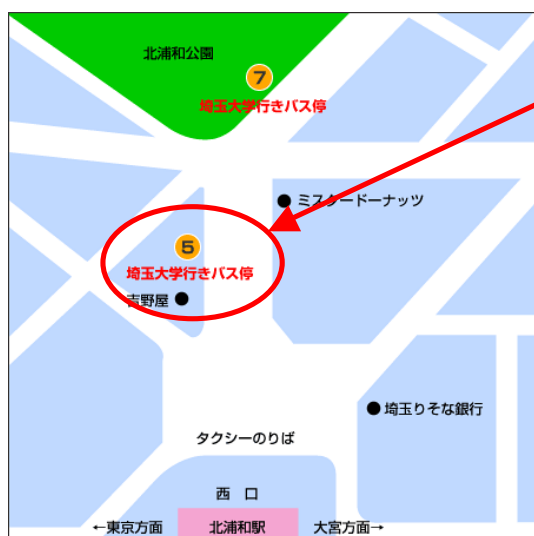 北浦和公園
7
埼玉大学行きバス停
ミスタードーナッツ
5
埼玉大学行きバス停
吉野屋
埼玉りそな銀行
タクシーのりば
西 口
←東京方面
北浦和駅
大宮方面→